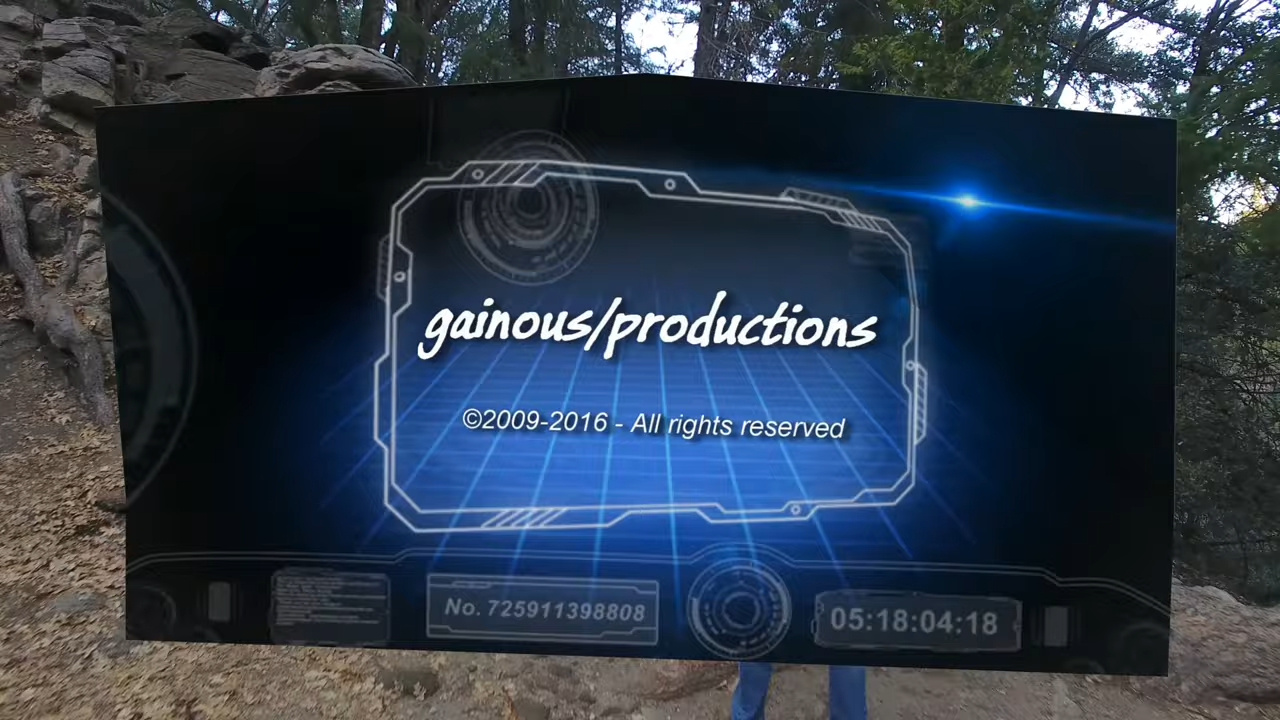 gainous/productions
©2009-2016 - All rights reserved
No. 725911398808
05:18:04:18